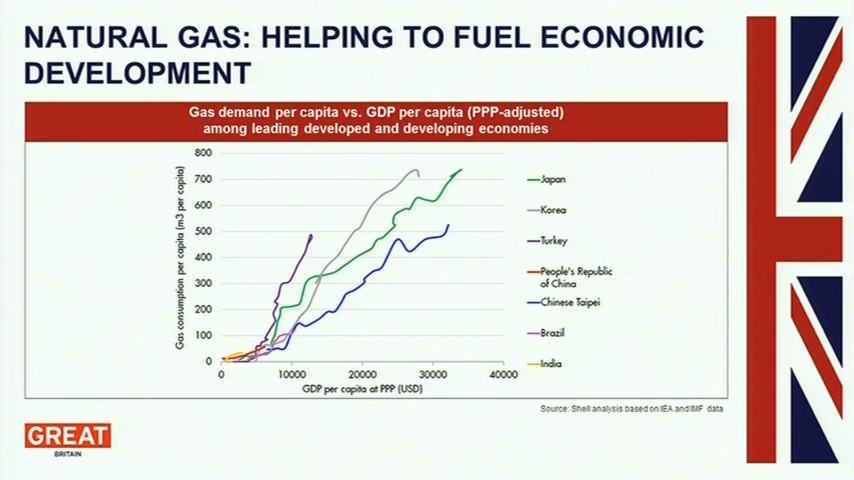 NATURAL GAS: HELPING TO FUEL ECONOMIC
DEVELOPMENT
Gas demand per capita vs. GDP per capita (PPP-adjusted)
among leading developed and developing economies
Gas consumption per capita (m3 per capita)
800
700
600
500
400
300
200
100
0
0 10000 20000 30000 40000
GDP per capita at PPP (USD)
Japan
Korea
Turkey
People's Republic
of China
Chinese Taipei
Brazil
India
Source: Shell analysis based on IEA and IMF data
GREAT
BRITAIN